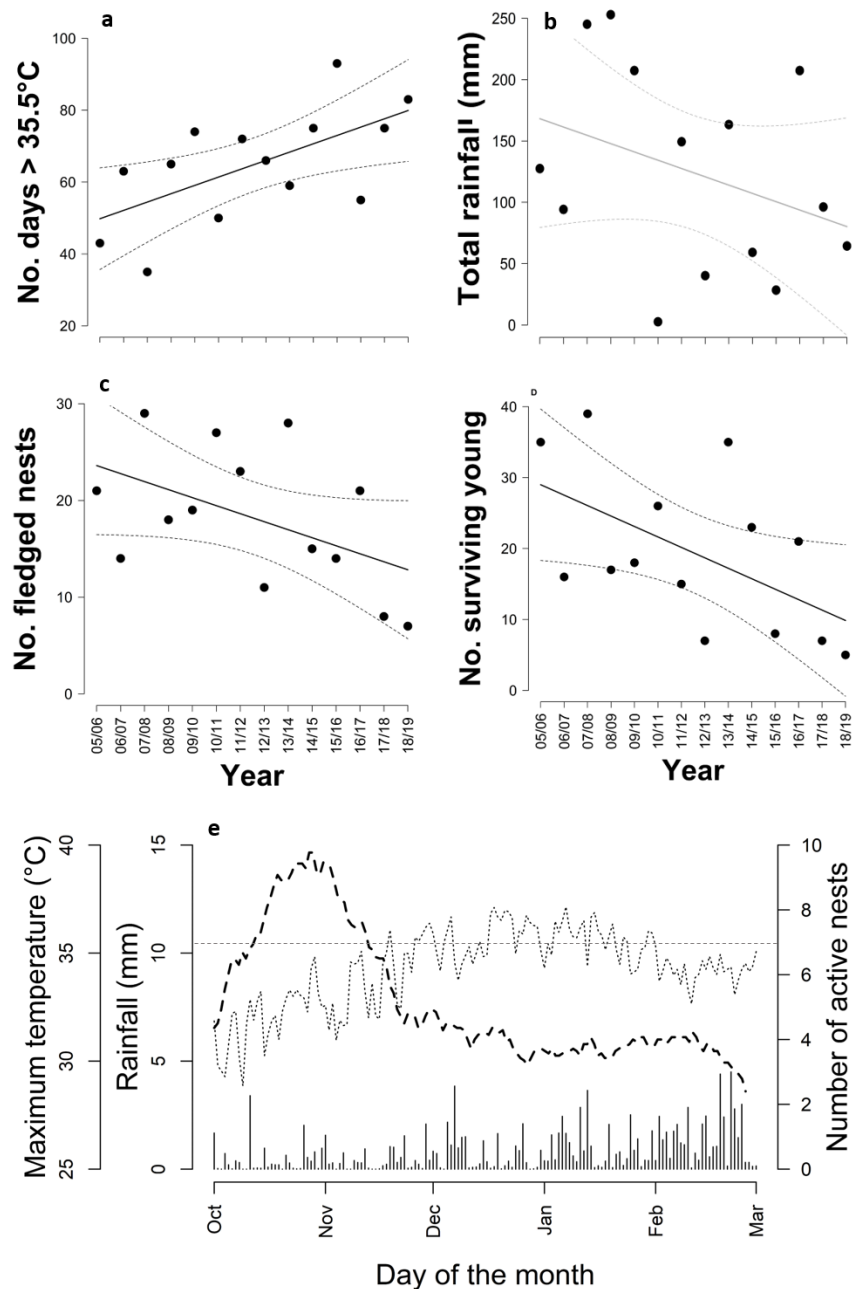 a
No. days > 35.5°C
100
80
60
40
20
b
Total rainfall¹ (mm)
250
200
150
100
50
0
c
No. fledged nests
30
20
10
0
05/06
06/07
07/08
08/09
09/10
10/11
11/12
12/13
13/14
14/15
15/16
16/17
17/18
18/19
Year
D
No. surviving young
40
30
20
10
0
05/06
06/07
07/08
08/09
09/10
10/11
11/12
12/13
13/14
14/15
15/16
16/17
17/18
18/19
Year
e
Maximum temperature (°C)
40
35
30
25
Rainfall (mm)
15
10
5
0
Number of active nests
10
8
6
4
2
0
Oct
Nov
Dec
Jan
Feb
Mar
Day of the month